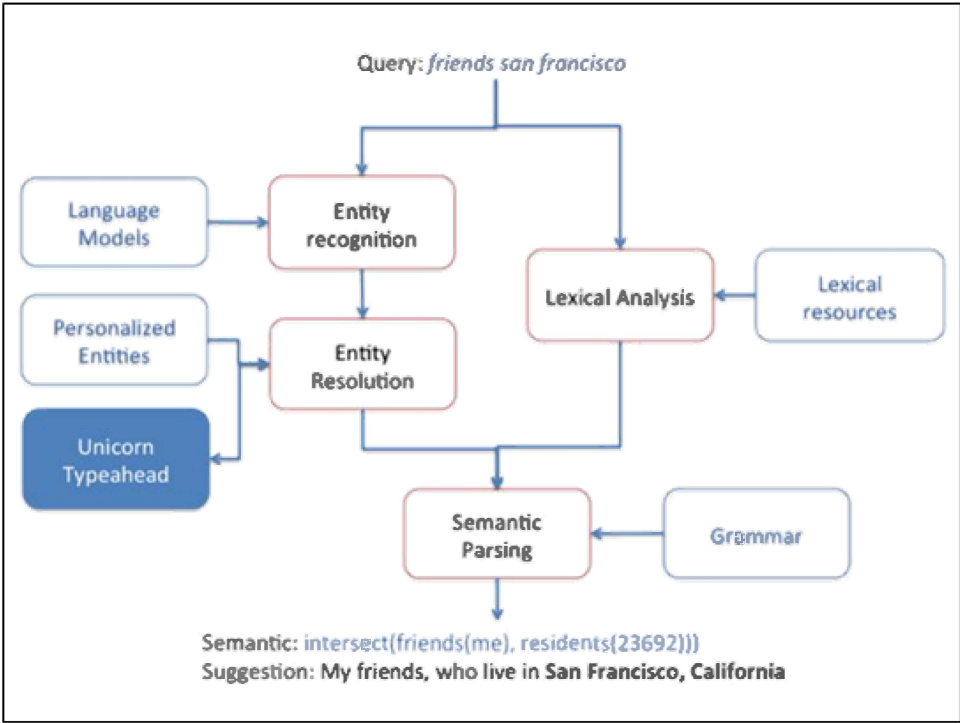 Query: friends san francisco
Language
Models
Entity
recognition
Lexical Analysis
Lexical
resources
Personalized
Entities
Entity
Resolution
Unicorn
Typeahead
Semantic
Parsing
Grammar
Semantic: intersect(friends(me), residents(23692)))
Suggestion: My friends, who live in San Francisco, California